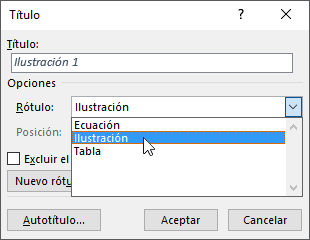 Título
?
Título:
Ilustración 1
Opciones
Rótulo:
Ilustración
Ecuación
Ilustración
Tabla
Posición:
Excluir el
Nuevo rótu
Autotítulo...
Aceptar
Cancelar